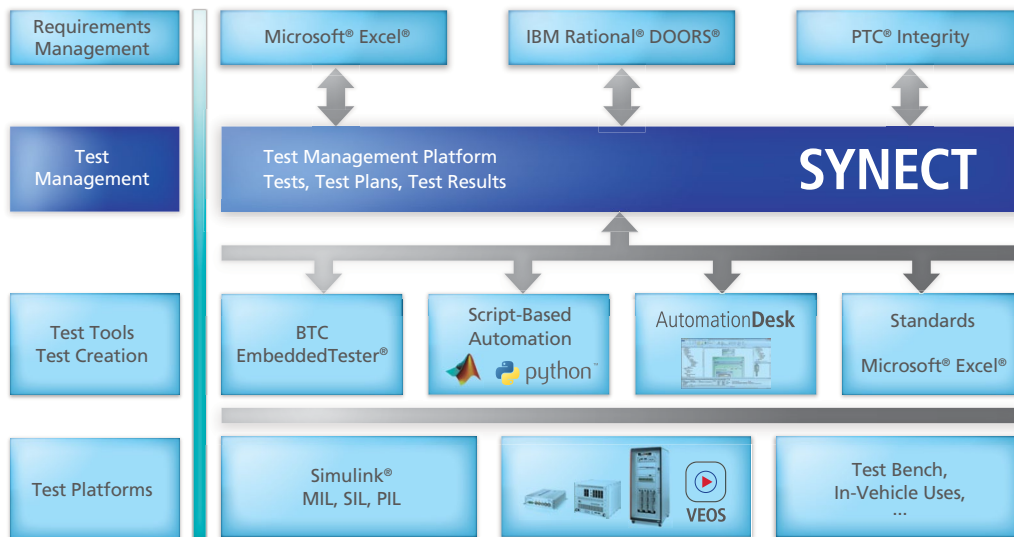 Requirements
Management
Microsoft® Excel®
IBM Rational® DOORS®
PTC® Integrity
Test
Management
Test Management Platform
Tests, Test Plans, Test Results
SYNECT
Test Tools
Test Creation
BTC
EmbeddedTester®
Script-Based
Automation
python™
AutomationDesk
Standards
Microsoft® Excel®
Test Platforms
Simulink®
MIL, SIL, PIL
VEOS
Test Bench,
In-Vehicle Uses,
...